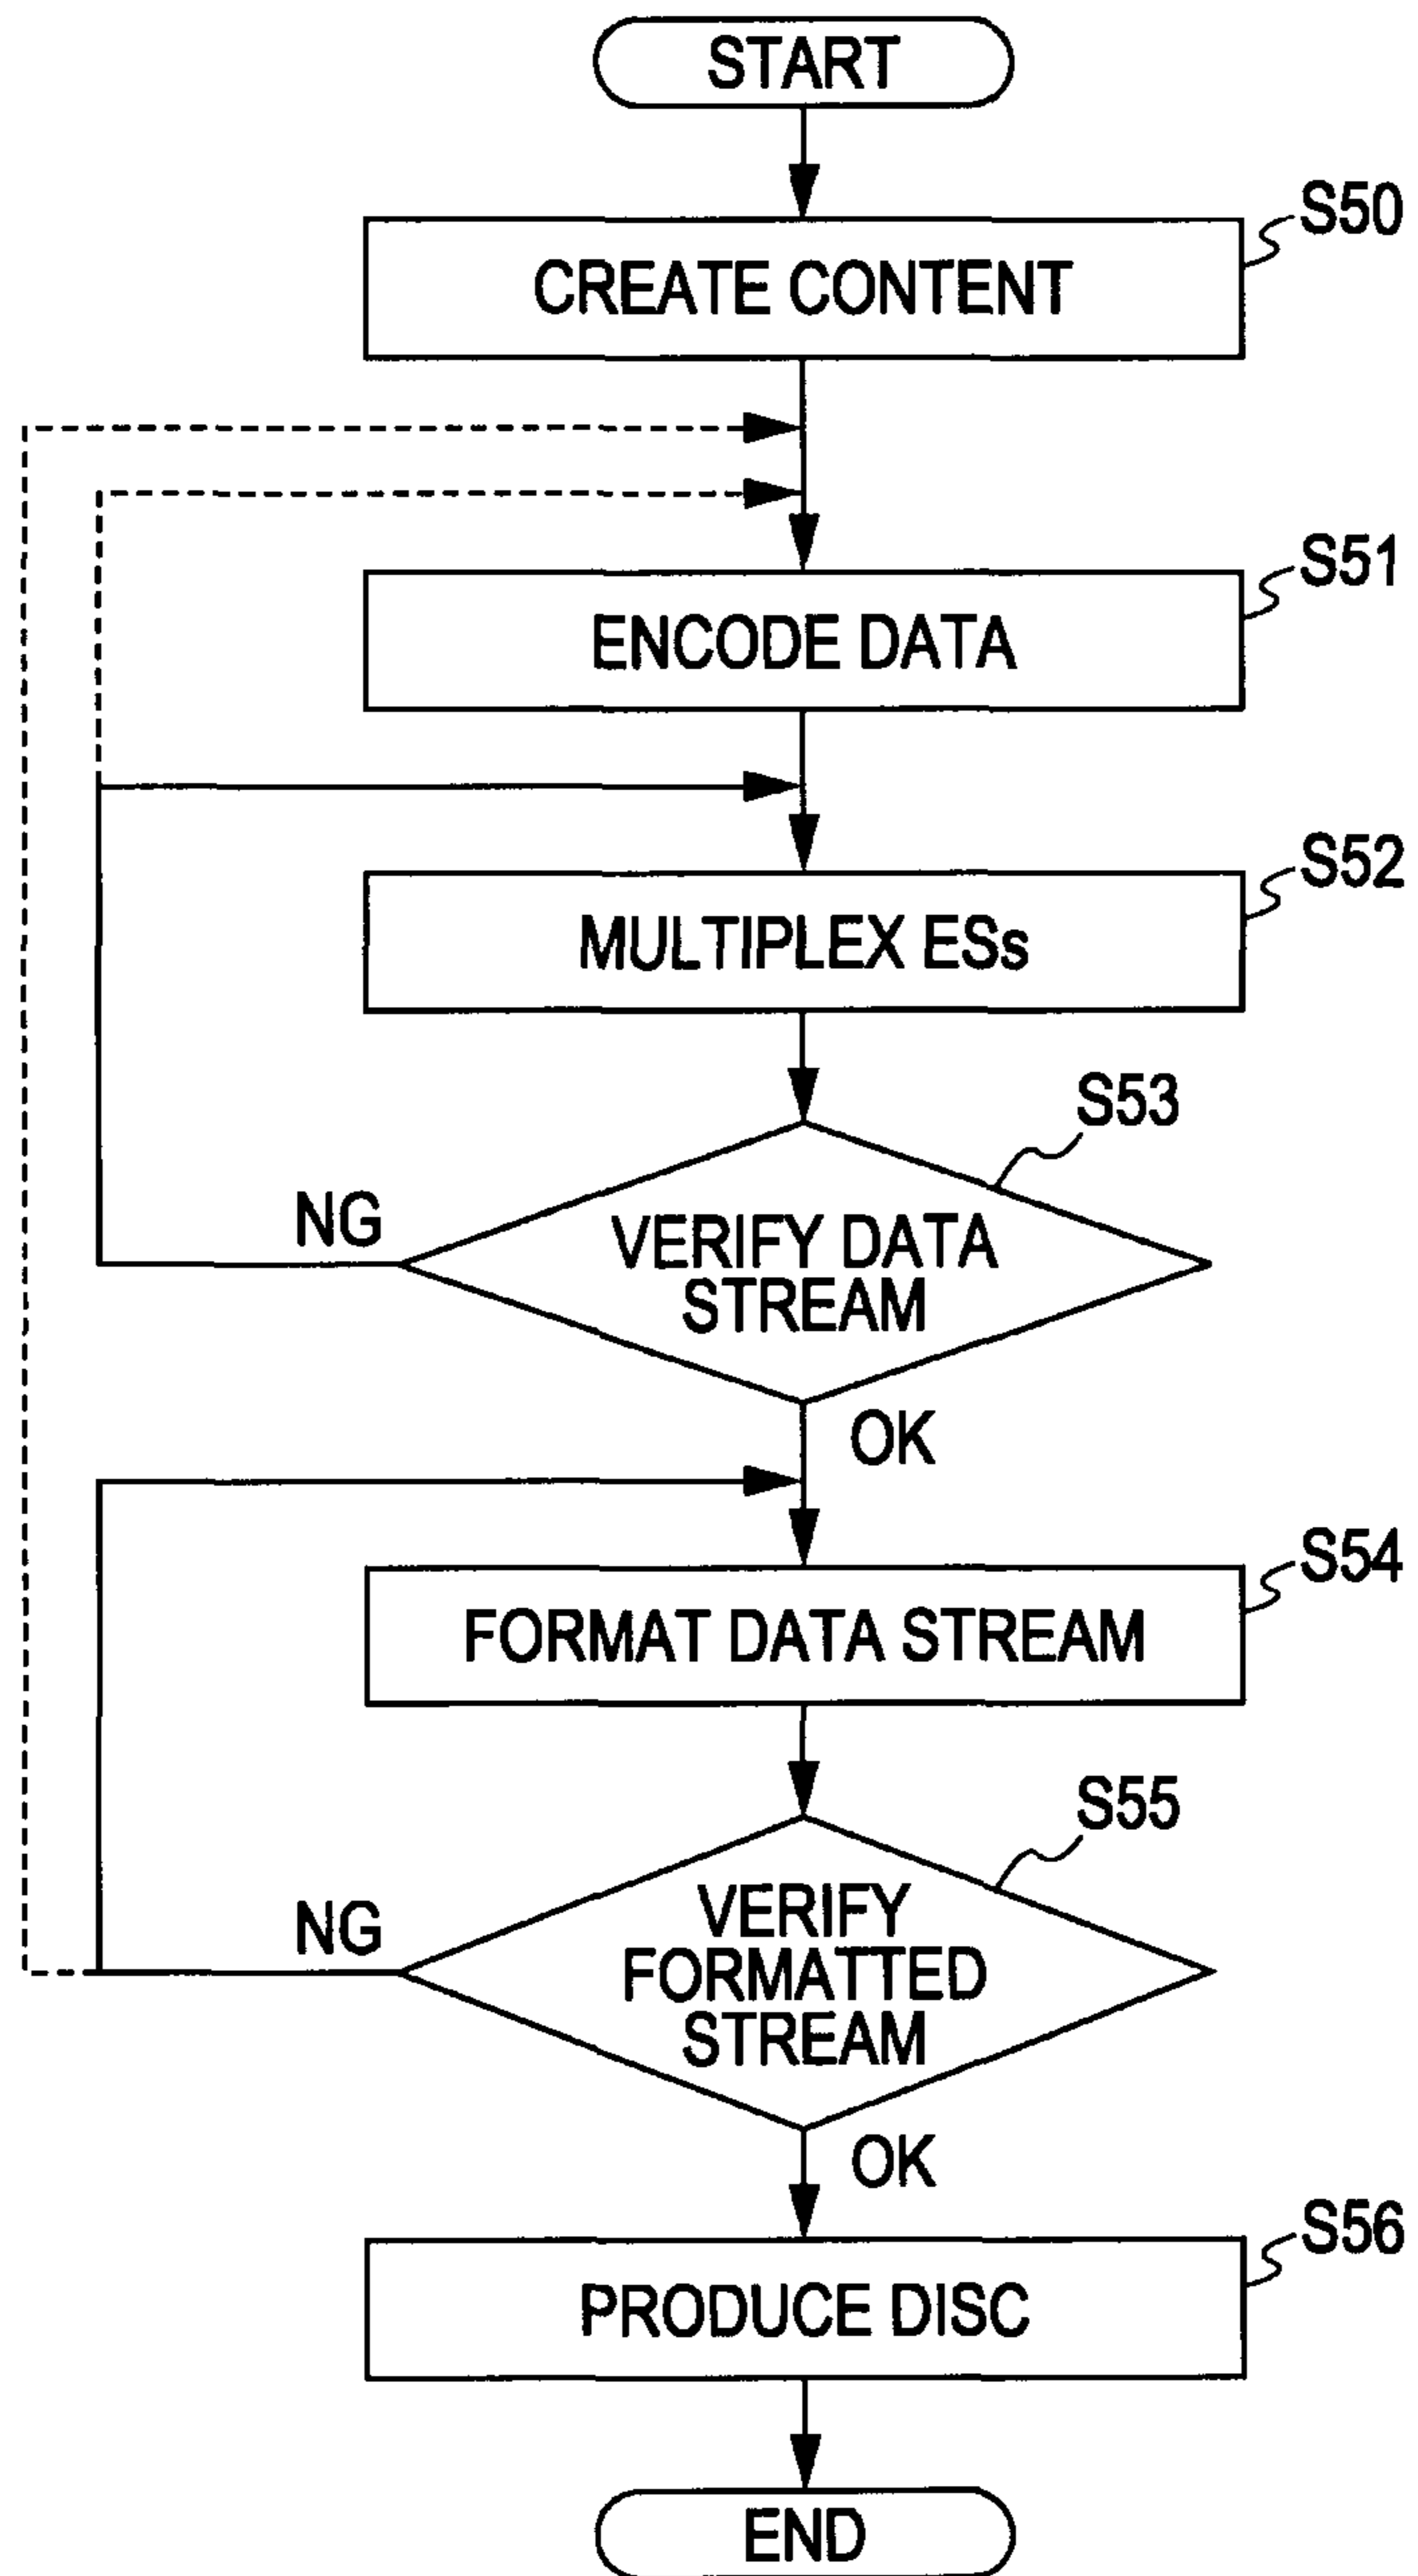 START
S50
CREATE CONTENT
S51
ENCODE DATA
S52
MULTIPLEX ESs
S53
NG
VERIFY DATA
STREAM
OK
S54
FORMAT DATA STREAM
S55
NG
VERIFY
FORMATTED
STREAM
OK
S56
PRODUCE DISC
END